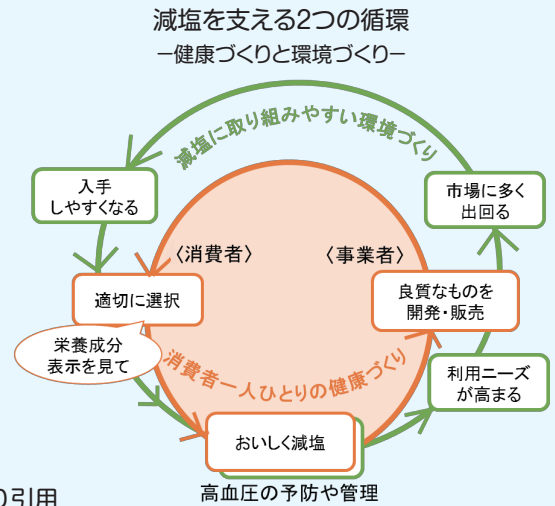 減塩を支える2つの循環
−健康づくりと環境づくり−
減塩に取り組みやすい環境づくり
入手
しやすくなる
市場に多く
出回る
〈消費者〉
〈事業者〉
適切に選択
良質なものを
開発・販売
栄養成分
表示を見て
消費者一人ひとりの健康づくり
利用ニーズ
が高まる
おいしく減塩
高血圧の予防や管理
引用